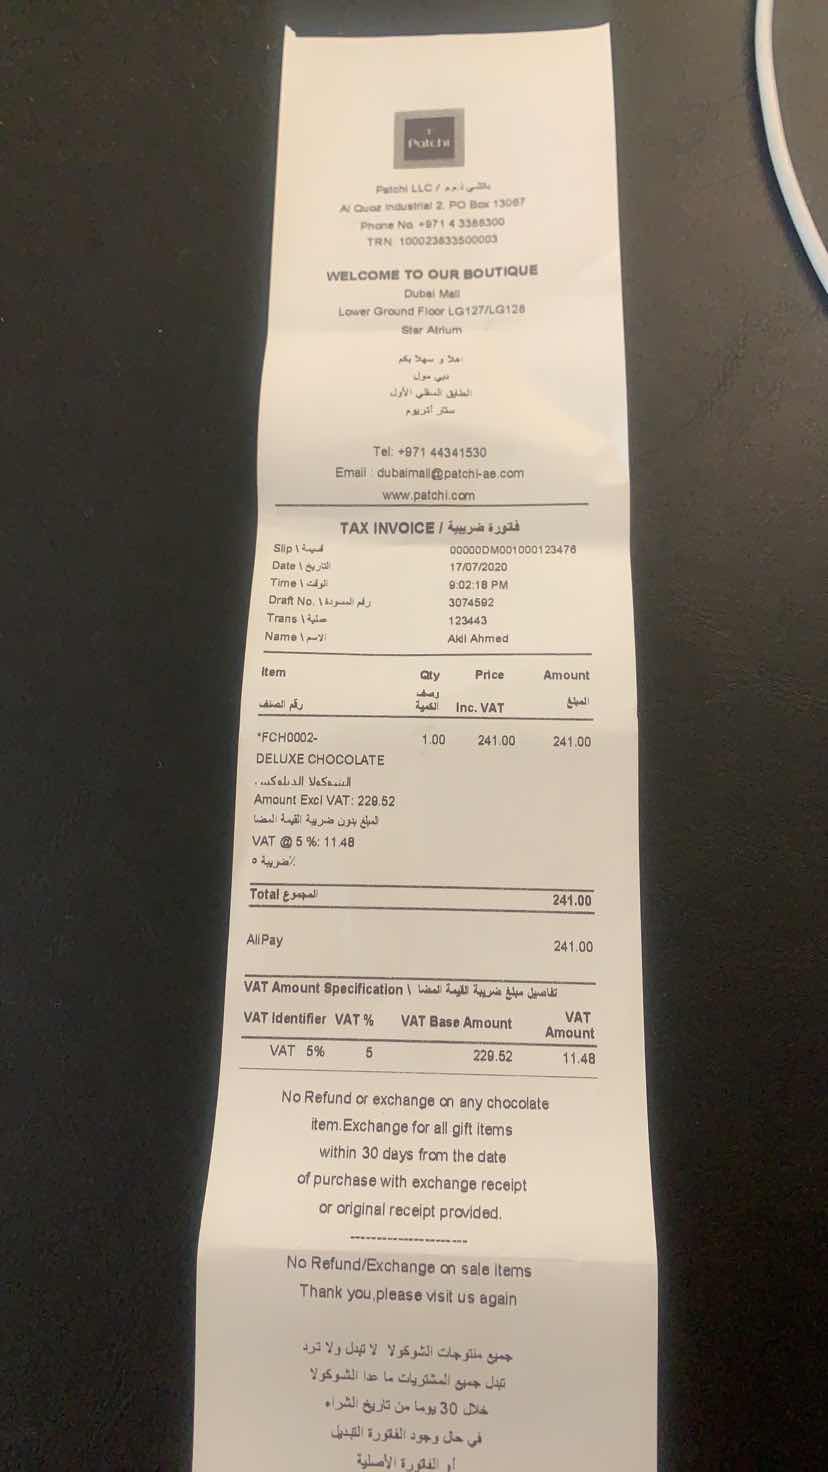 Patchi
Patchi LLC / باتشي ذ.م.م
Al Quoz Industrial 2. PO Box 13067
Phone No. +971 4 3388300
TRN. 100023833500003
WELCOME TO OUR BOUTIQUE
Dubai Mall
Lower Ground Floor LG127/LG128
Star Atrium
اهلا و سهلا بكم
دبي مول
الطابق السفلي الأول
ستار أتريوم
Tel: +971 44341530
Email : dubaimall@patchi-ae.com
www.patchi.com
TAX INVOICE / فاتورة ضريبية
Slip \ قسيمة 00000DM001000123476
Date \ التاريخ 17/07/2020
Time \ الوقت 9:02:18 PM
Draft No. \ رقم المسودة 3074592
Trans \ 123443
Name \ الاسم Akil Ahmed
Item Qty Price Amount
رقم الصنف وصف الكمية Inc. VAT المبلغ
*FCH0002- 1.00 241.00 241.00
DELUXE CHOCOLATE
الشوكولا الديلوكس
Amount Excl VAT: 229.52
المبلغ بدون ضريبة القيمة المضا
VAT @ 5 %: 11.48
ضريبة ٥٪
Total المجموع 241.00
AliPay 241.00
VAT Amount Specification \ تفاصيل مبلغ ضريبة القيمة المضا
VAT Identifier VAT % VAT Base Amount VAT Amount
VAT 5% 5 229.52 11.48
No Refund or exchange on any chocolate
item.Exchange for all gift items
within 30 days from the date
of purchase with exchange receipt
or original receipt provided.
----------------------
No Refund/Exchange on sale items
Thank you,please visit us again
جميع منتوجات الشوكولا لا تبدل ولا ترد
تبدل جميع المشتريات ما عدا الشوكولا
خلال 30 يوما من تاريخ الشراء
في حال وجود الفاتورة التبديل
أو الفاتورة الأصلية